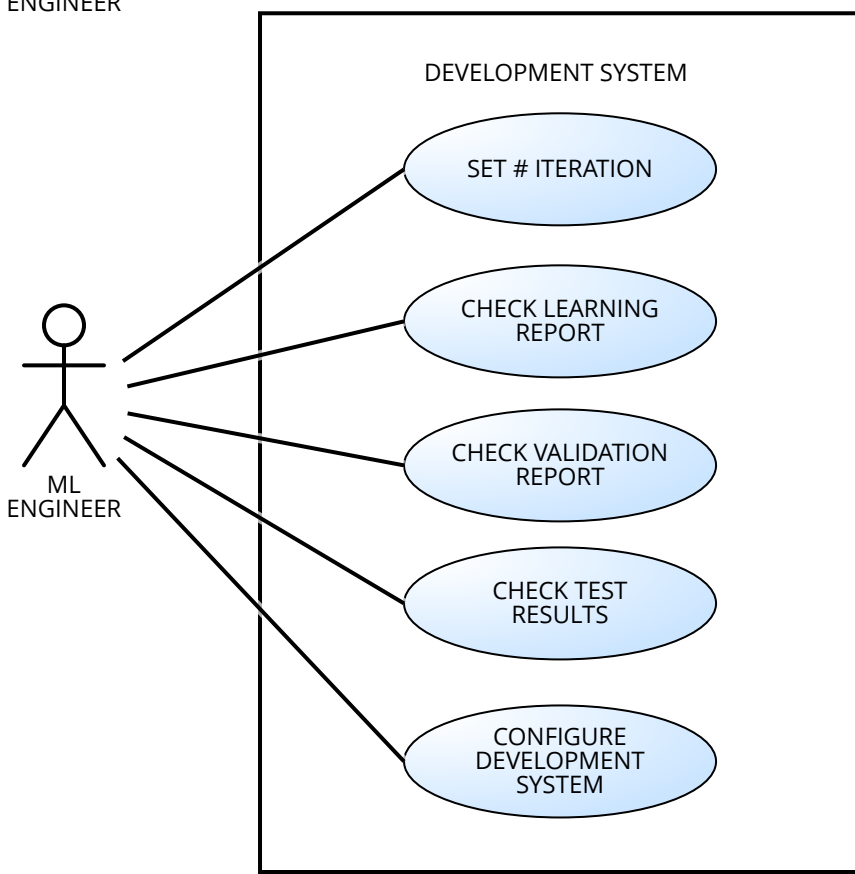 ENGINEER
DEVELOPMENT SYSTEM
SET # ITERATION
CHECK LEARNING
REPORT
CHECK VALIDATION
REPORT
ML
ENGINEER
CHECK TEST
RESULTS
CONFIGURE
DEVELOPMENT
SYSTEM